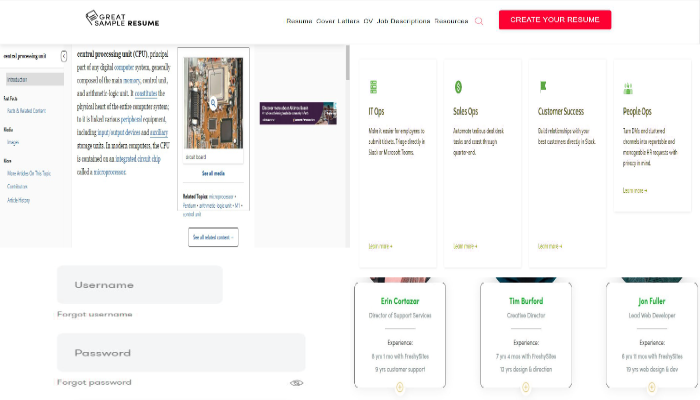 GREAT
SAMPLE RESUME
Resume Cover Letters CV Job Descriptions Resources
CREATE YOUR RESUME
central processing unit
Introduction
Fast Facts
Facts & Related Content
Media
Images
More
More Articles On This Topic
Contributors
Article History
central processing unit (CPU), principal
part of any digital computer system, generally
composed of the main memory, control unit,
and arithmetic-logic unit. It constitutes the
physical heart of the entire computer system;
to it is linked various peripheral equipment,
including input/output devices and auxiliary
storage units. In modern computers, the CPU
is contained on an integrated circuit chip
called a microprocessor.
circuit board
See all media
Related Topics: microprocessor •
Pentium • arithmetic-logic unit • M1 •
control unit
See all related content →
IT Ops
Make it easier for employees to
submit tickets. Triage directly in
Slack or Microsoft Teams.
Learn more →
Sales Ops
Automate tedious deal desk
tasks and coast through
quarter-end.
Learn more →
Customer Success
Build relationships with your
best customers directly in Slack.
Learn more →
People Ops
Turn DMs and cluttered
channels into repeatable and
manageable HR requests with
privacy in mind.
Learn more →
Username
Forgot username
Password
Forgot password
Erin Cortazar
Director of Support Services
Experience:
8 yrs 1 mo with FreshySites
9 yrs customer support
Tim Burford
Creative Director
Experience:
7 yrs 4 mos with FreshySites
13 yrs design & direction
Jon Fuller
Lead Web Developer
Experience:
6 yrs 11 mos with FreshySites
19 yrs web design & dev